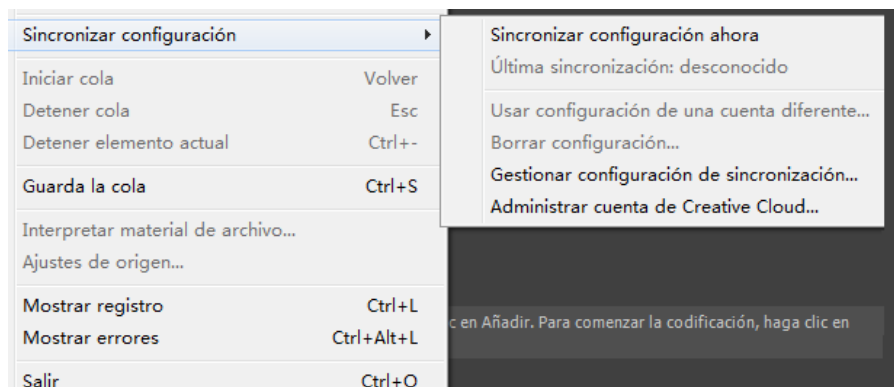 Sincronizar configuración
Iniciar cola Volver
Detener cola Esc
Detener elemento actual Ctrl+-
Guarda la cola Ctrl+S
Interpretar material de archivo...
Ajustes de origen...
Mostrar registro Ctrl+L
Mostrar errores Ctrl+Alt+L
Salir Ctrl+Q
Sincronizar configuración ahora
Última sincronización: desconocido
Usar configuración de una cuenta diferente...
Borrar configuración...
Gestionar configuración de sincronización...
Administrar cuenta de Creative Cloud...
c en Añadir. Para comenzar la codificación, haga clic en